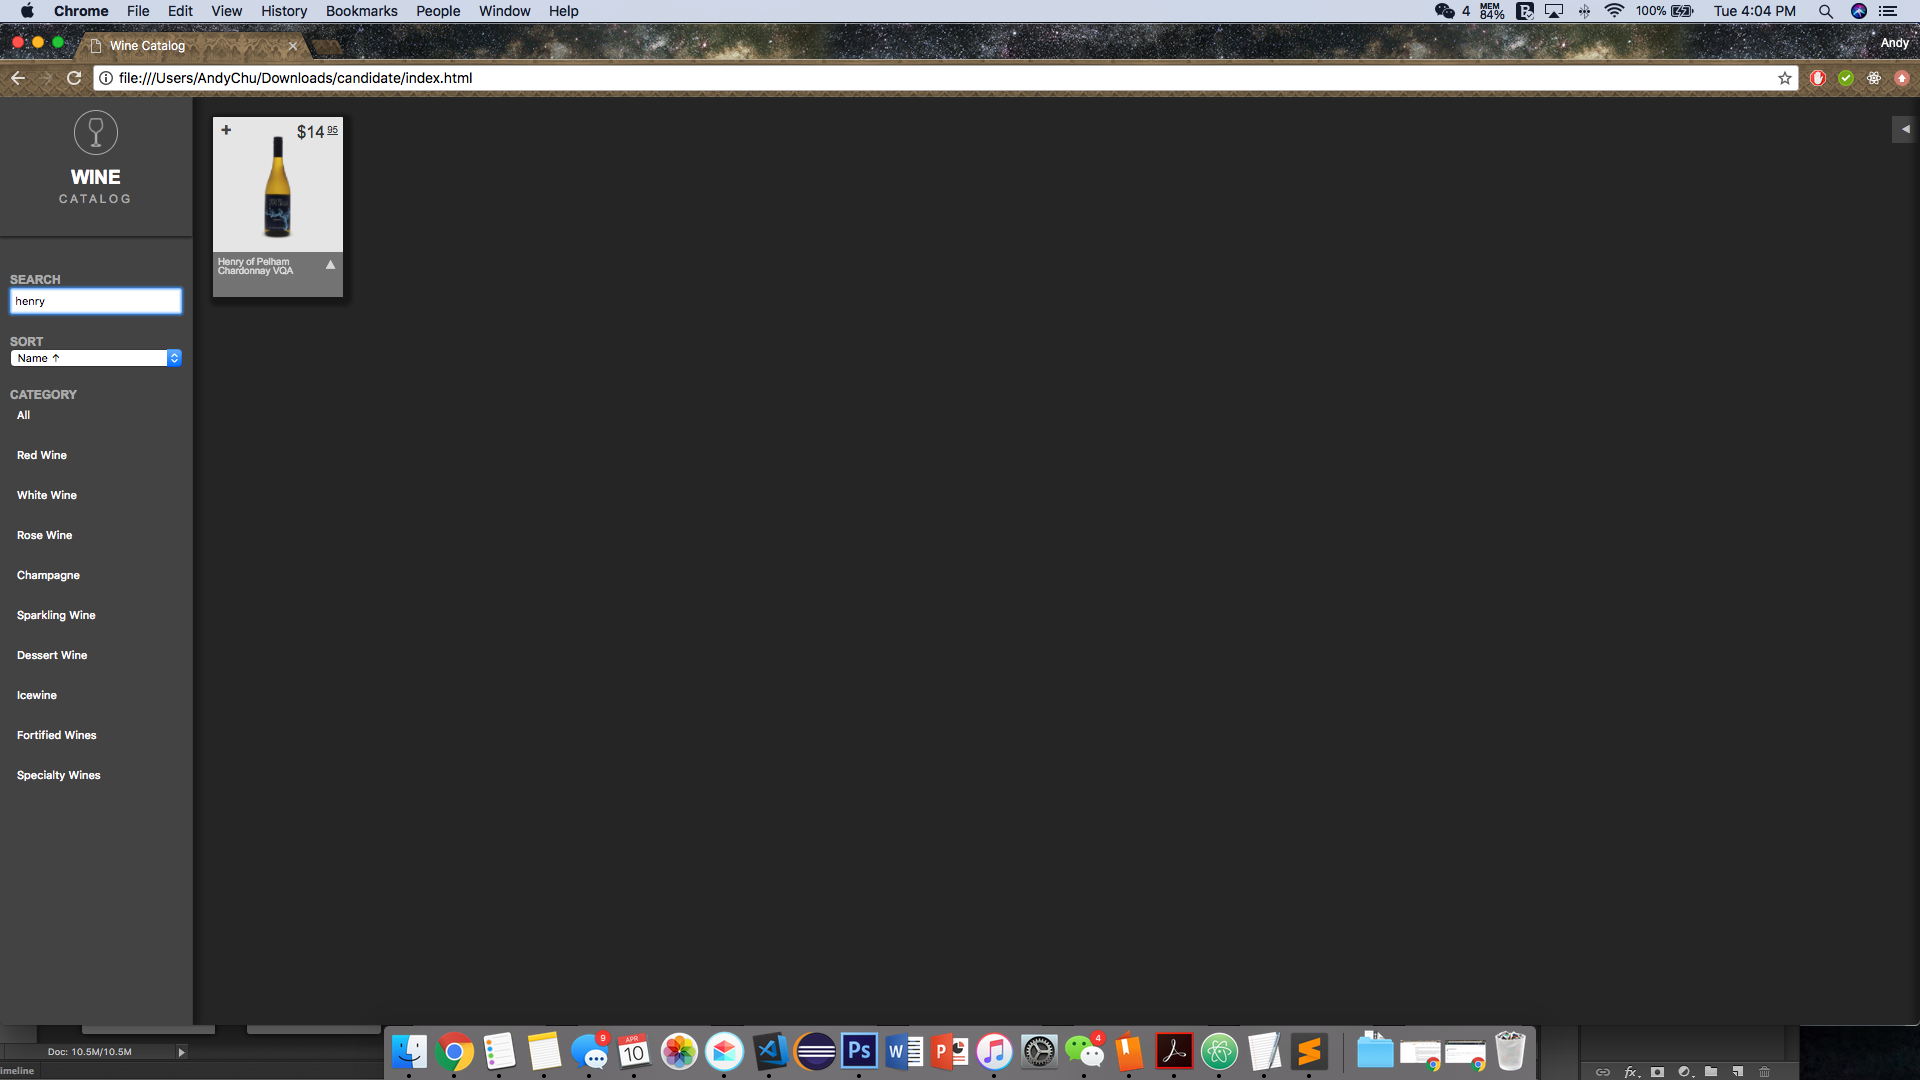 Chrome File Edit View History Bookmarks People Window Help
4 MEM 84% 100% Tue 4:04 PM
Wine Catalog
Andy
file:///Users/AndyChu/Downloads/candidate/index.html
WINE
CATALOG
SEARCH
henry
SORT
Name ↑
CATEGORY
All
Red Wine
White Wine
Rose Wine
Champagne
Sparkling Wine
Dessert Wine
Icewine
Fortified Wines
Specialty Wines
+ $14 95
Henry of Pelham
Chardonnay VQA
Doc: 10.5M/10.5M
imeline
9
APR
10
Ps
W
P
4
fx